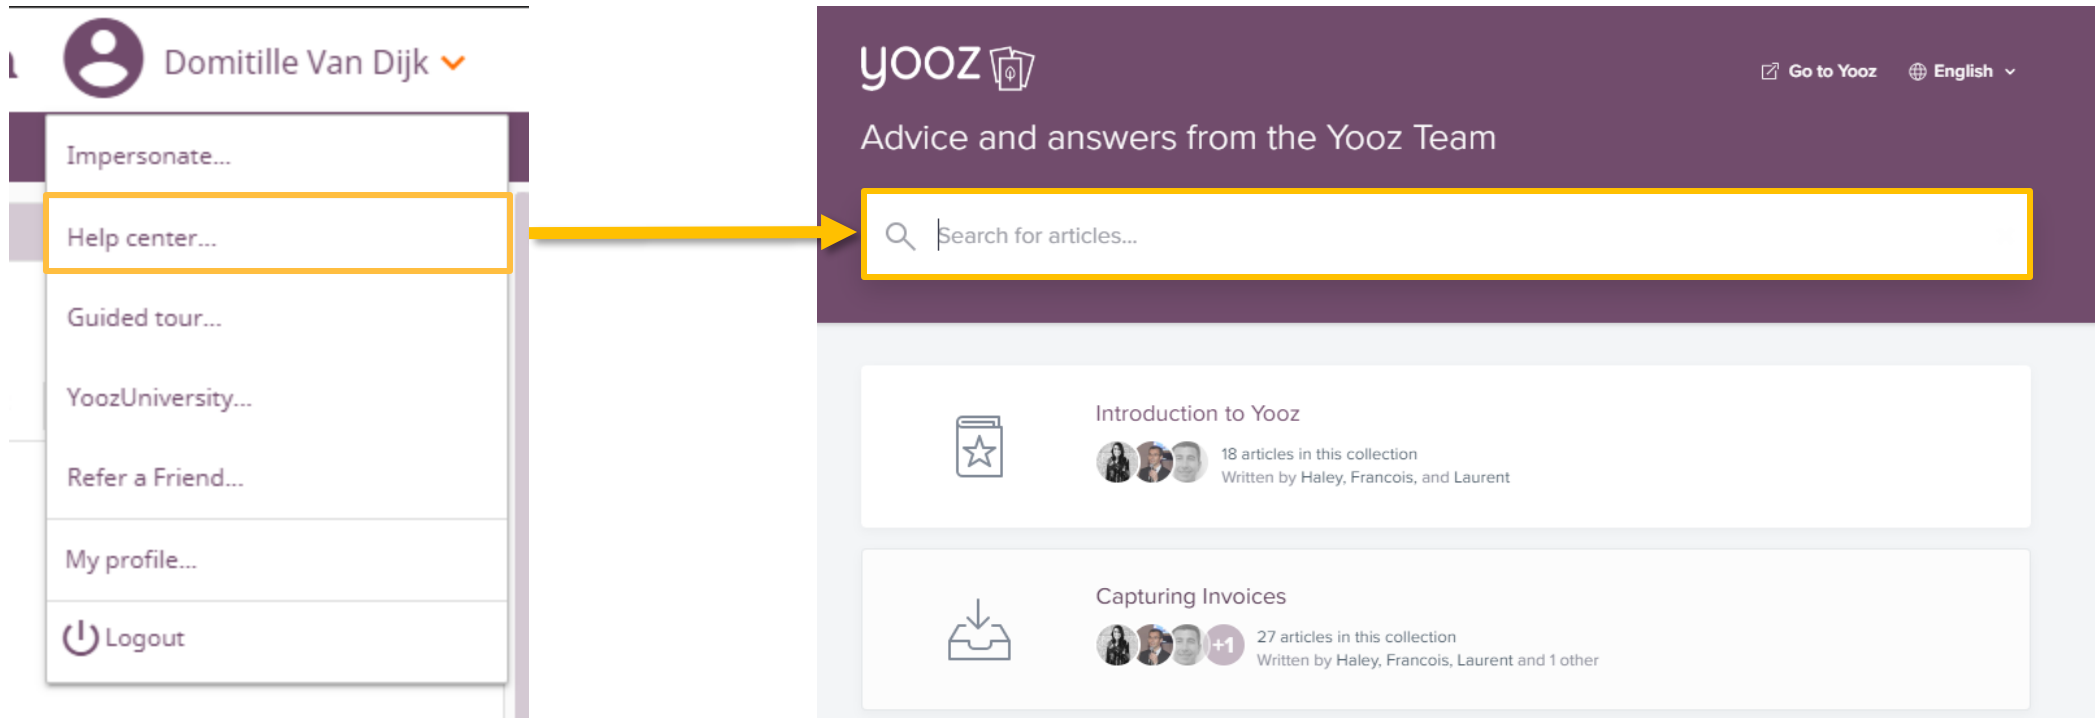 Domitille Van Dijk
Impersonate...
Help center...
Guided tour...
YoozUniversity...
Refer a Friend...
My profile...
Logout
yooz
Go to Yooz
English
Advice and answers from the Yooz Team
Search for articles...
Introduction to Yooz
18 articles in this collection
Written by Haley, Francois, and Laurent
Capturing Invoices
+1
27 articles in this collection
Written by Haley, Francois, Laurent and 1 other